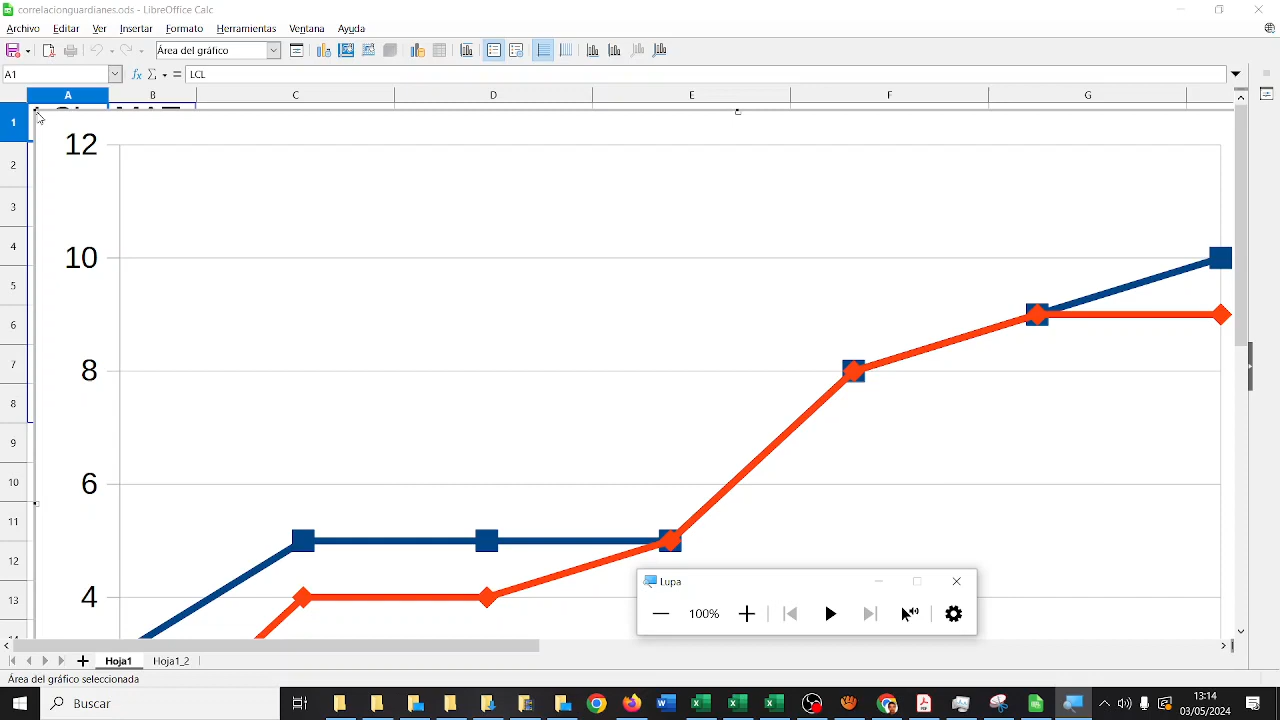 correlacionguardianes.ods - LibreOffice Calc
Archivo Editar Ver Insertar Formato Herramientas Ventana Ayuda
Área del gráfico
A1 LCL
A B C D E F G
1
2
3
4
5
6
7
8
9
10
11
12
13
12
10
8
6
4
Lupa
100%
Hoja1 Hoja1_2
Área del gráfico seleccionada
Buscar
13:14
03/05/2024